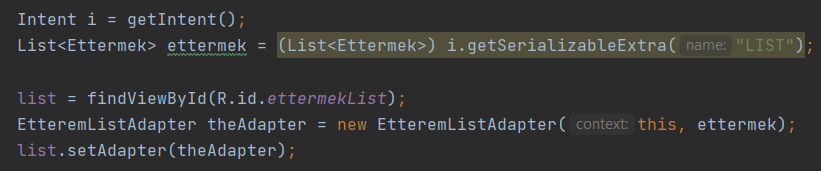 Intent i = getIntent();
List<Ettermek> ettermek = (List<Ettermek>) i.getSerializableExtra( name: "LIST");
list = findViewById(R.id.ettermekList);
EtteremListAdapter theAdapter = new EtteremListAdapter( context: this, ettermek);
list.setAdapter(theAdapter);